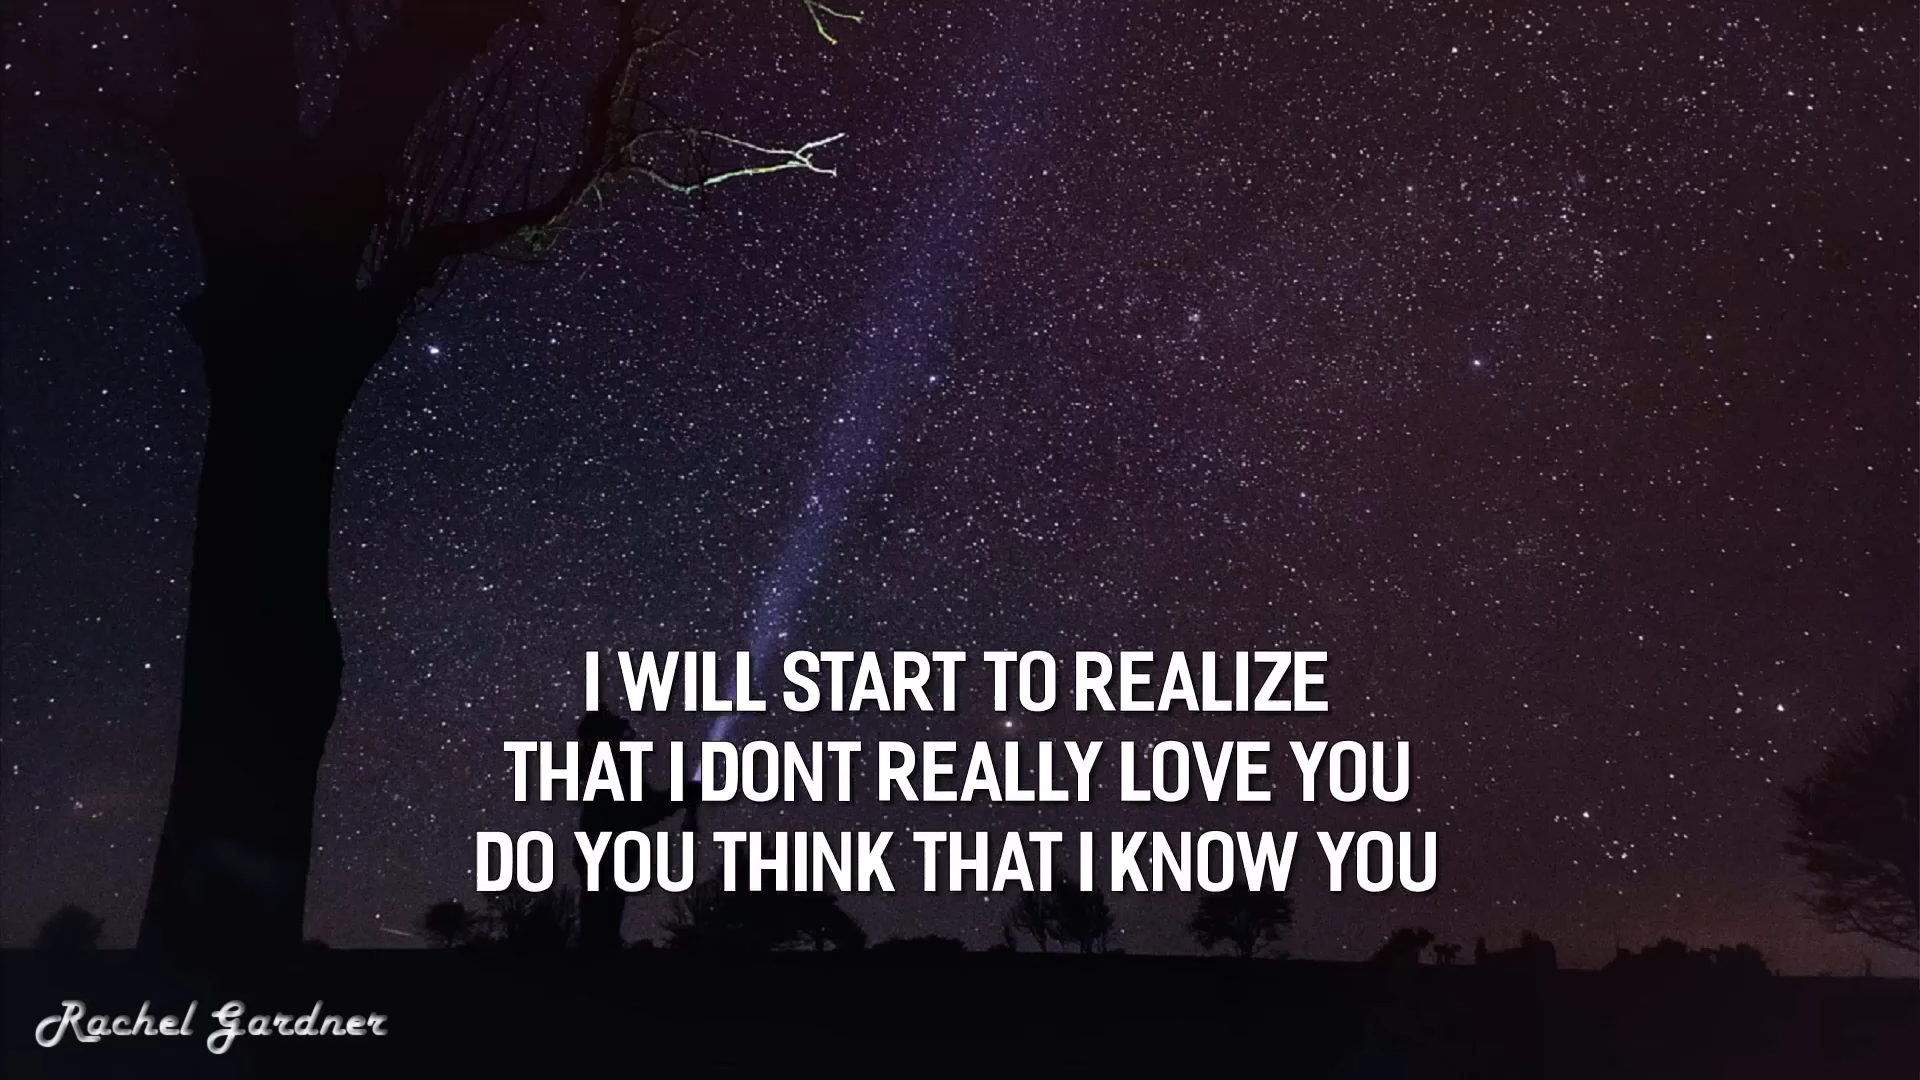 I WILL START TO REALIZE
THAT I DONT REALLY LOVE YOU
DO YOU THINK THAT I KNOW YOU
Rachel Gardner